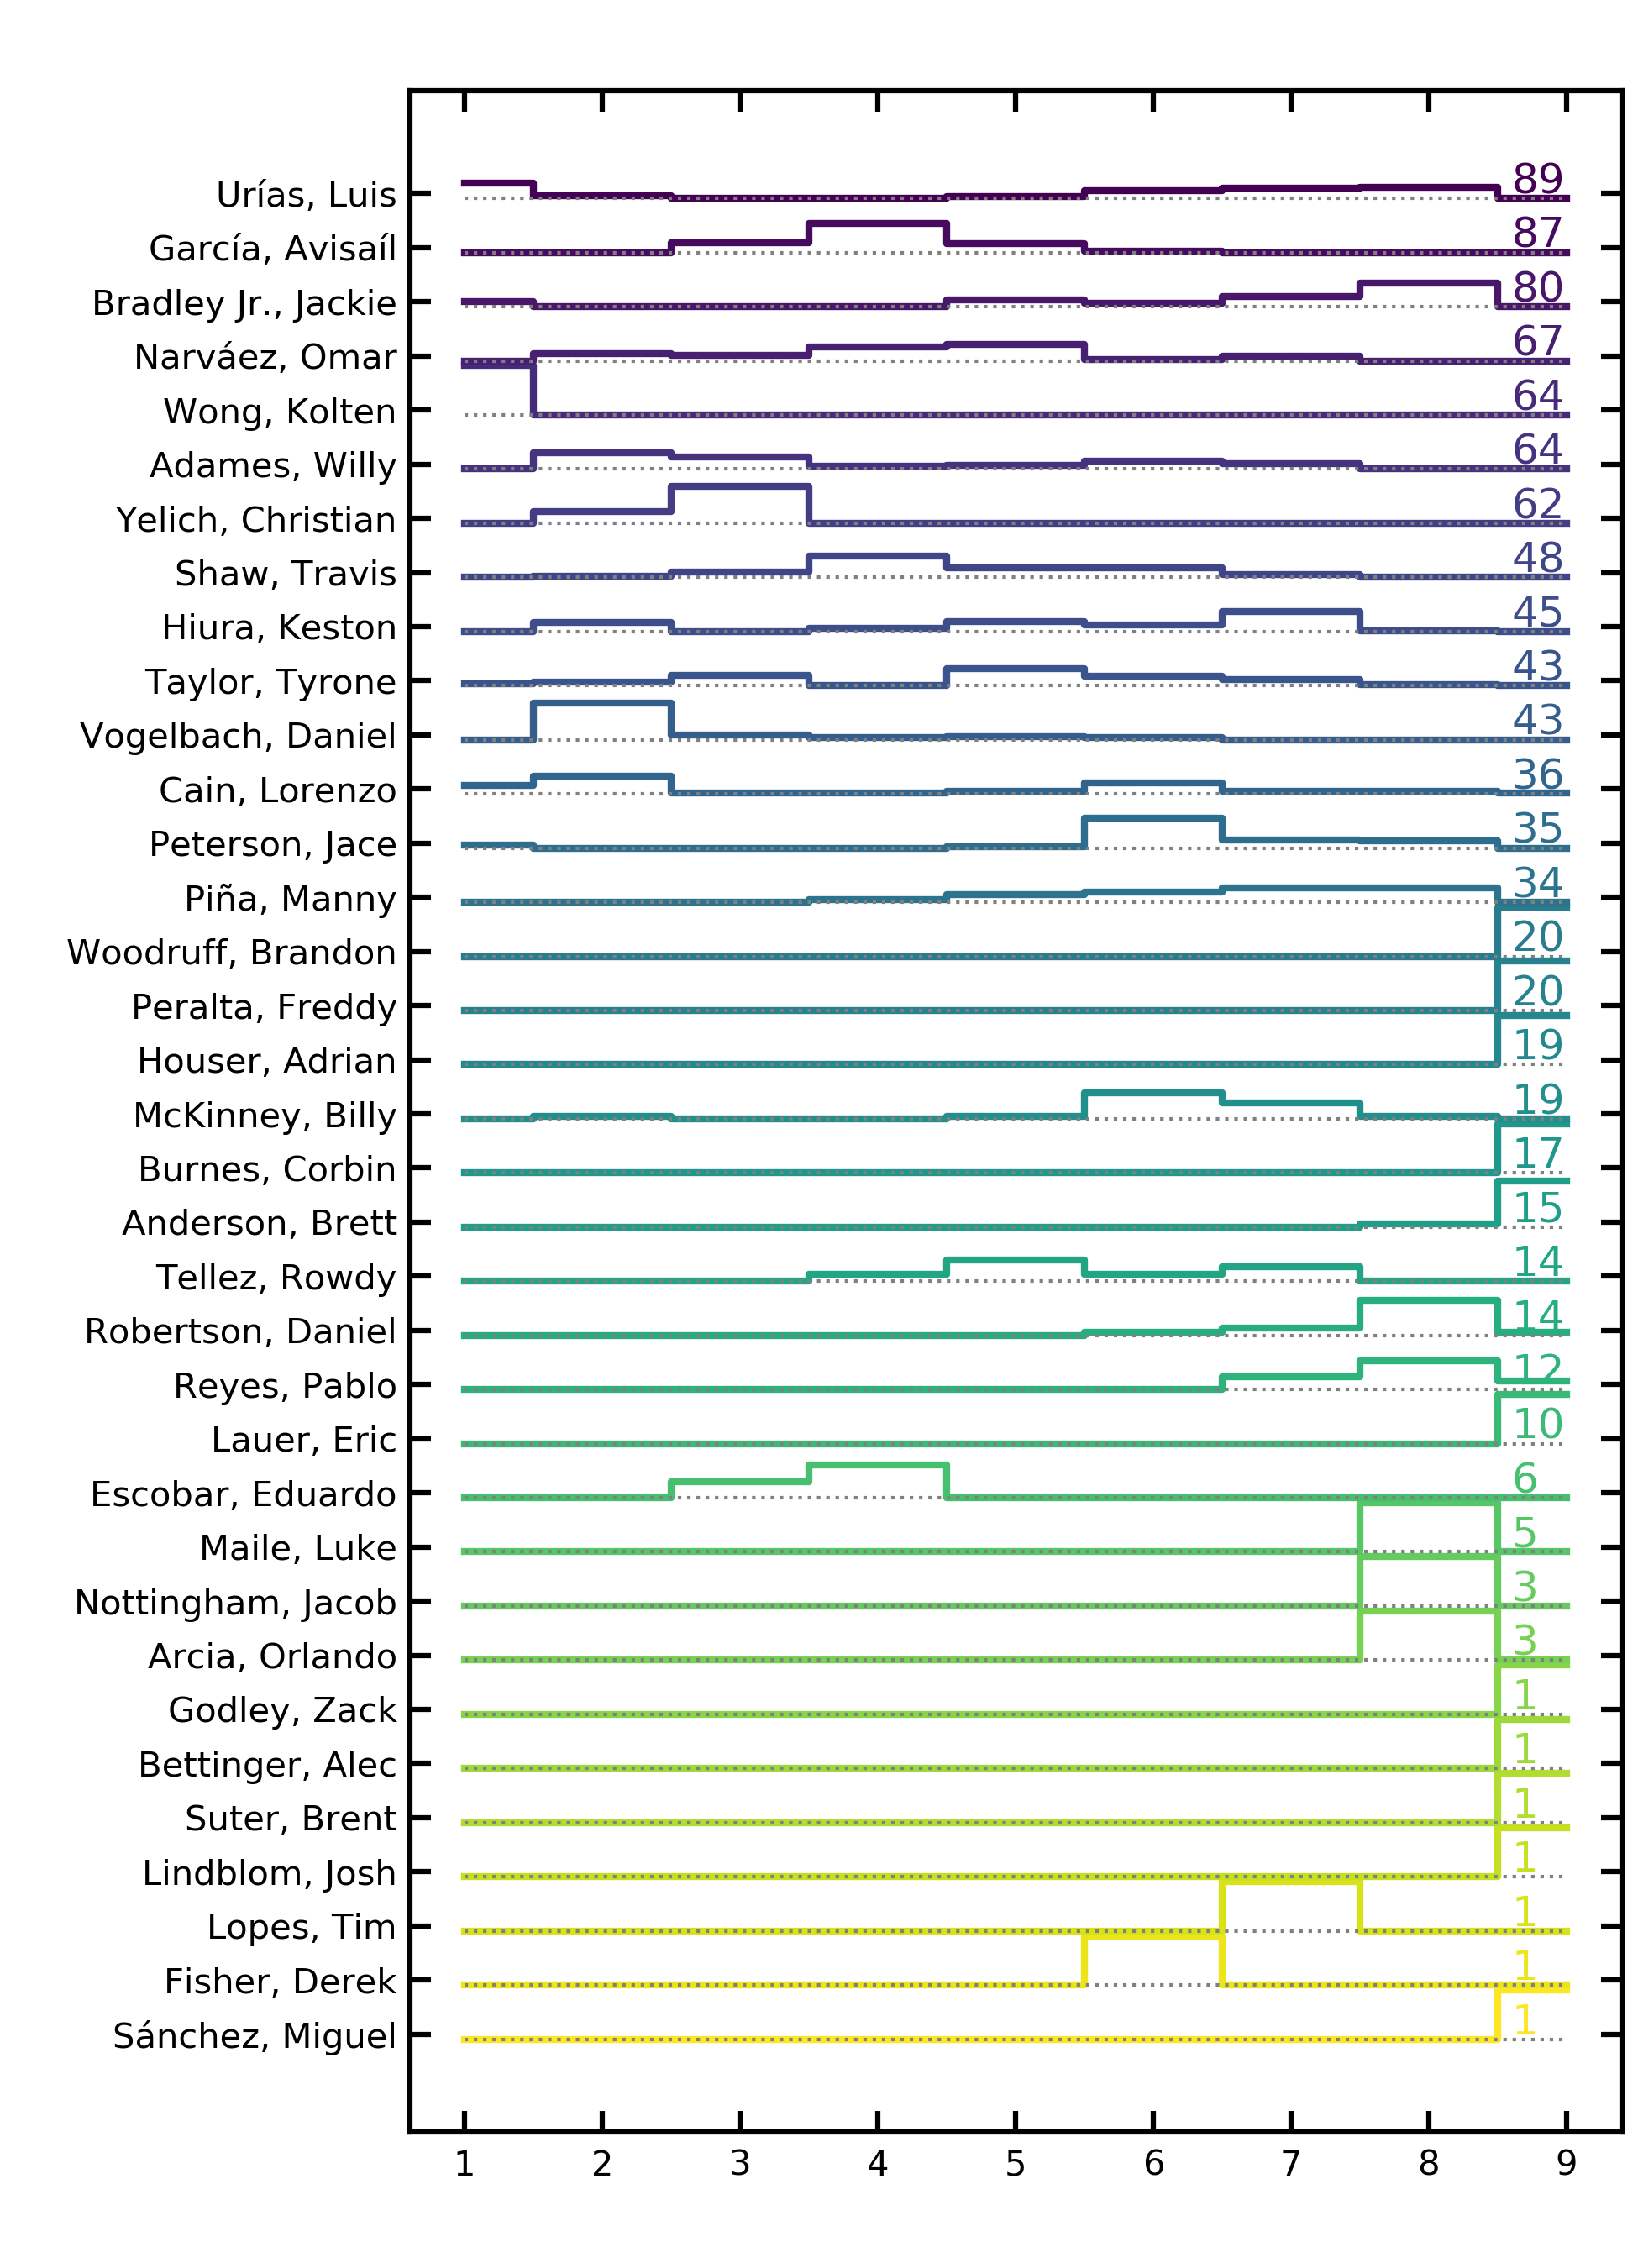 Urías, Luis 89
García, Avisaíl 87
Bradley Jr., Jackie 80
Narváez, Omar 67
Wong, Kolten 64
Adames, Willy 64
Yelich, Christian 62
Shaw, Travis 48
Hiura, Keston 45
Taylor, Tyrone 43
Vogelbach, Daniel 43
Cain, Lorenzo 36
Peterson, Jace 35
Piña, Manny 34
Woodruff, Brandon 20
Peralta, Freddy 20
Houser, Adrian 19
McKinney, Billy 19
Burnes, Corbin 17
Anderson, Brett 15
Tellez, Rowdy 14
Robertson, Daniel 14
Reyes, Pablo 12
Lauer, Eric 10
Escobar, Eduardo 6
Maile, Luke 5
Nottingham, Jacob 3
Arcia, Orlando 3
Godley, Zack 1
Bettinger, Alec 1
Suter, Brent 1
Lindblom, Josh 1
Lopes, Tim 1
Fisher, Derek 1
Sánchez, Miguel 1
1 2 3 4 5 6 7 8 9